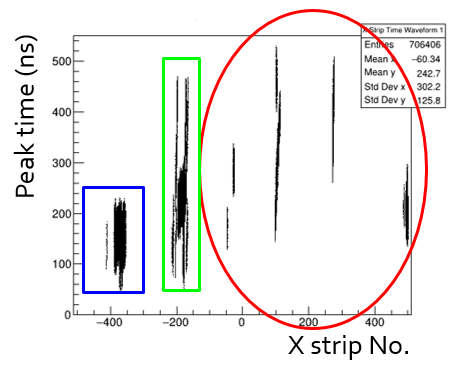 X Strip Time Waveform 1
Entries 706406
Mean x −60.34
Mean y 242.7
Std Dev x 302.2
Std Dev y 125.8
Peak time (ns)
500
400
300
200
100
0
−400 −200 0 200 400
X strip No.